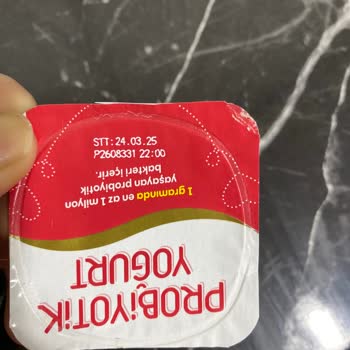 STT: 24.03.25
P2608331 22:00
PROBİYOTİK
YOĞURT
1 gramında en az 1 milyon
yaşayan probiyotik
bakteri içerir.